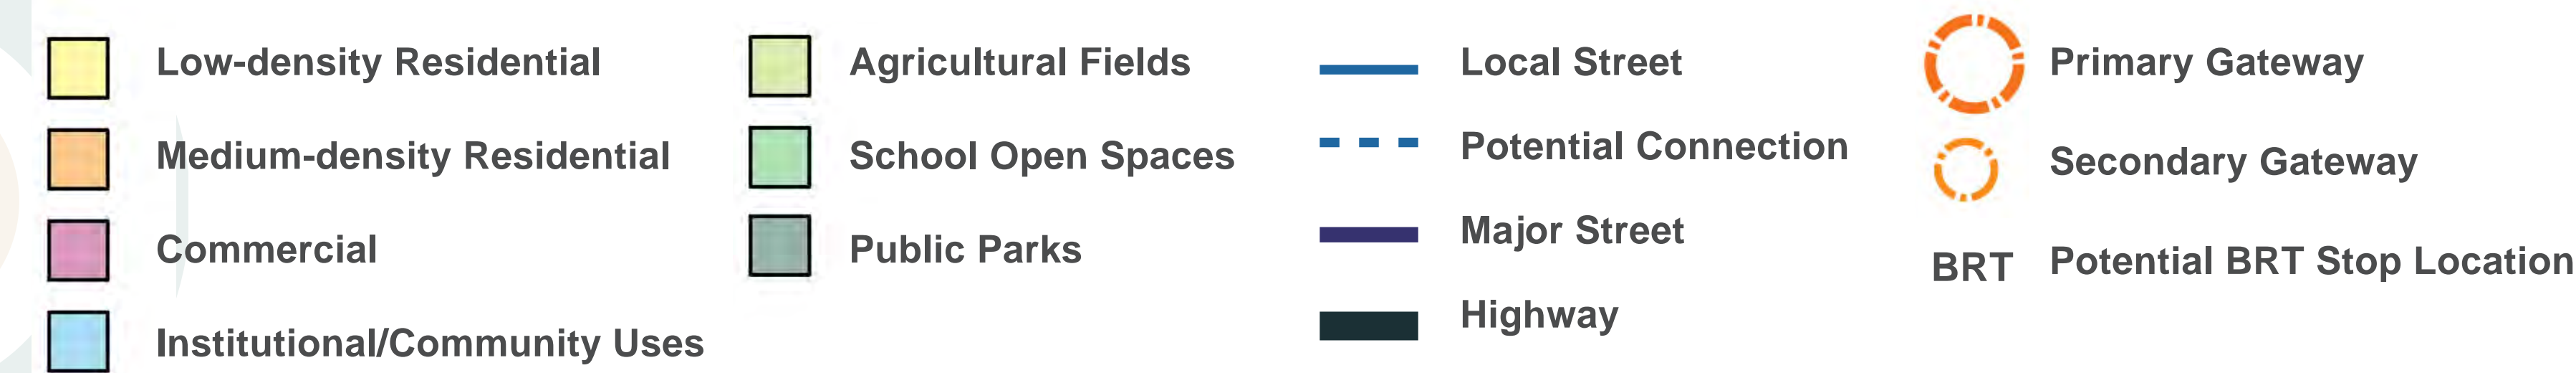 Low-density Residential
Medium-density Residential
Commercial
Institutional/Community Uses
Agricultural Fields
School Open Spaces
Public Parks
Local Street
Potential Connection
Major Street
Highway
Primary Gateway
Secondary Gateway
BRT Potential BRT Stop Location